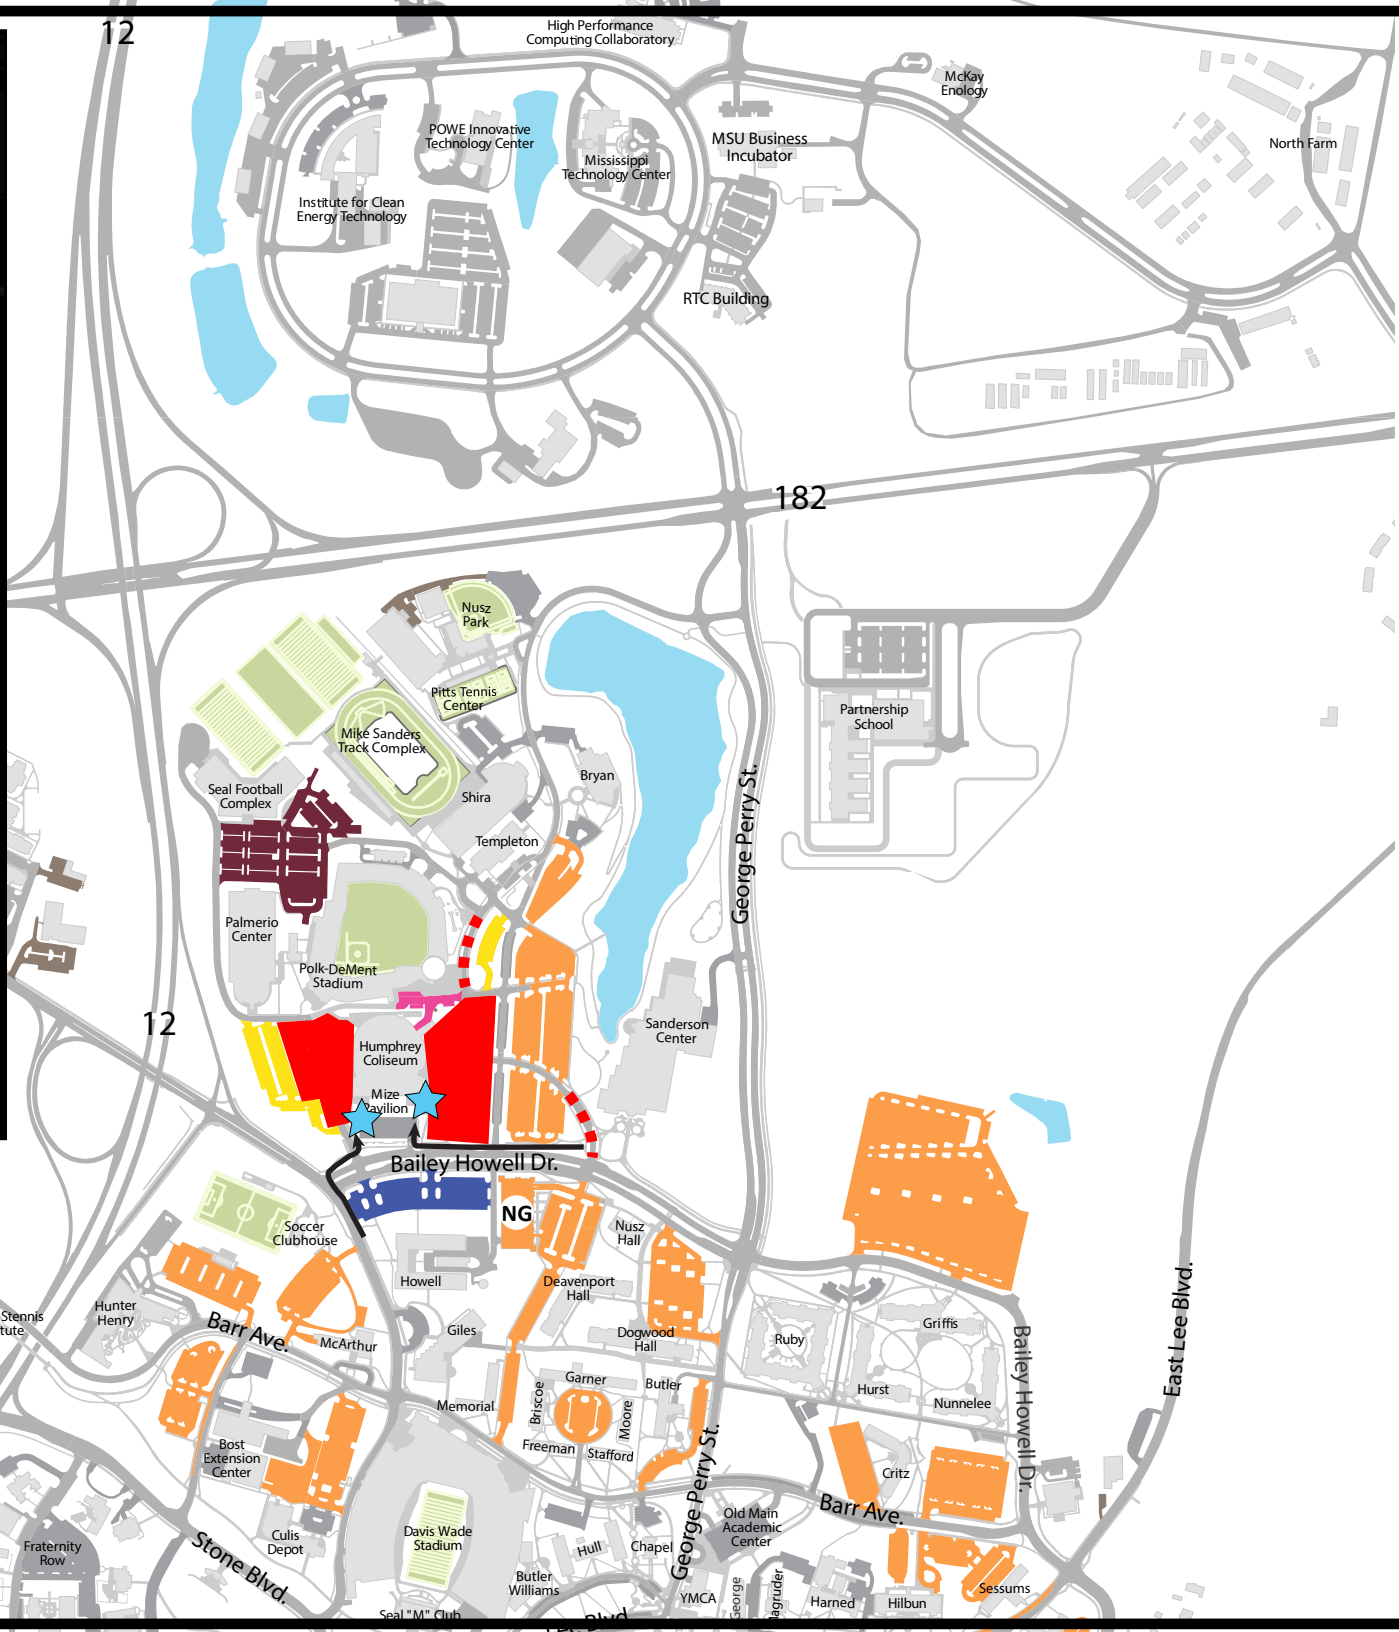 12
High Performance
Computing Collaboratory
McKay
Enology
POWE Innovative
Technology Center
MSU Business
Incubator
North Farm
Mississippi
Technology Center
Institute for Clean
Energy Technology
RTC Building
182
Nusz
Park
Pitts Tennis
Center
Mike Sanders
Track Complex
Partnership
School
Bryan
Seal Football
Complex
Shira
Templeton
George Perry St.
Palmerio
Center
Polk-DeMent
Stadium
12
Sanderson
Center
Humphrey
Coliseum
Mize
Pavilion
Bailey Howell Dr.
NG
Soccer
Clubhouse
Nusz
Hall
Howell
Deavenport
Hall
Hunter
Henry
Stennis
tute
Barr Ave.
McArthur
Giles
Dogwood
Hall
Ruby
Griffis
Bailey Howell Dr.
East Lee Blvd.
Garner
Butler
Briscoe
Moore
Hurst
Nunnelee
Memorial
Freeman
Stafford
George Perry St.
Bost
Extension
Center
Critz
Barr Ave.
Old Main
Academic
Center
Davis Wade
Stadium
Culis
Depot
Stone Blvd.
Fraternity
Row
Hull
Chapel
Butler
Williams
YMCA
George
Magruder
Harned
Hilbun
Sessums
Seal "M" Club
Blvd